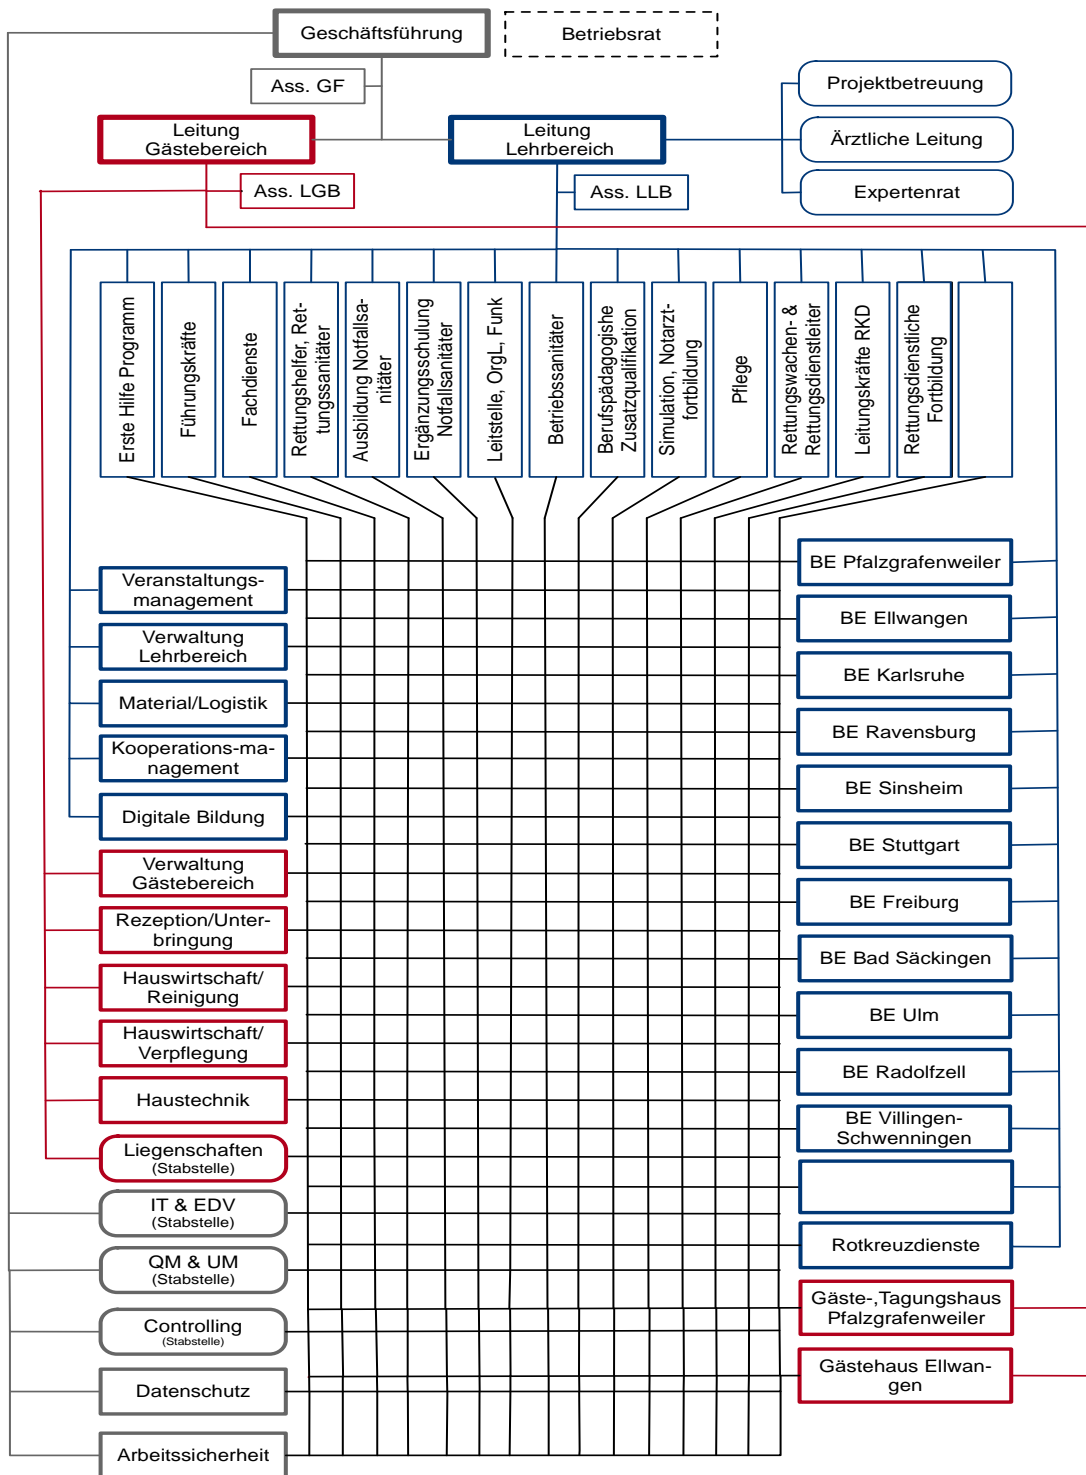 Geschäftsführung
Betriebsrat
Ass. GF
Projektbetreuung
Leitung
Gästebereich
Leitung
Lehrbereich
Ärztliche Leitung
Ass. LGB
Ass. LLB
Expertenrat
Erste Hilfe Programm
Führungskräfte
Fachdienste
Rettungshelfer, Ret-
tungssanitäter
Ausbildung Notfallsa-
nitäter
Ergänzungsschulung
Notfallsanitäter
Leitstelle, OrgL, Funk
Betriebssanitäter
Berufspädagogishe
Zusatzqualifikation
Simulation, Notarzt-
fortbildung
Pflege
Rettungswachen- &
Rettungsdienstleiter
Leitungskräfte RKD
Rettungsdienstliche
Fortbildung
Veranstaltungs-
management
Verwaltung
Lehrbereich
Material/Logistik
Kooperations-ma-
nagement
Digitale Bildung
Verwaltung
Gästebereich
Rezeption/Unter-
bringung
Hauswirtschaft/
Reinigung
Hauswirtschaft/
Verpflegung
Haustechnik
Liegenschaften
(Stabstelle)
IT & EDV
(Stabstelle)
QM & UM
(Stabstelle)
Controlling
(Stabstelle)
Datenschutz
Arbeitssicherheit
BE Pfalzgrafenweiler
BE Ellwangen
BE Karlsruhe
BE Ravensburg
BE Sinsheim
BE Stuttgart
BE Freiburg
BE Bad Säckingen
BE Ulm
BE Radolfzell
BE Villingen-
Schwenningen
Rotkreuzdienste
Gäste-,Tagungshaus
Pfalzgrafenweiler
Gästehaus Ellwan-
gen